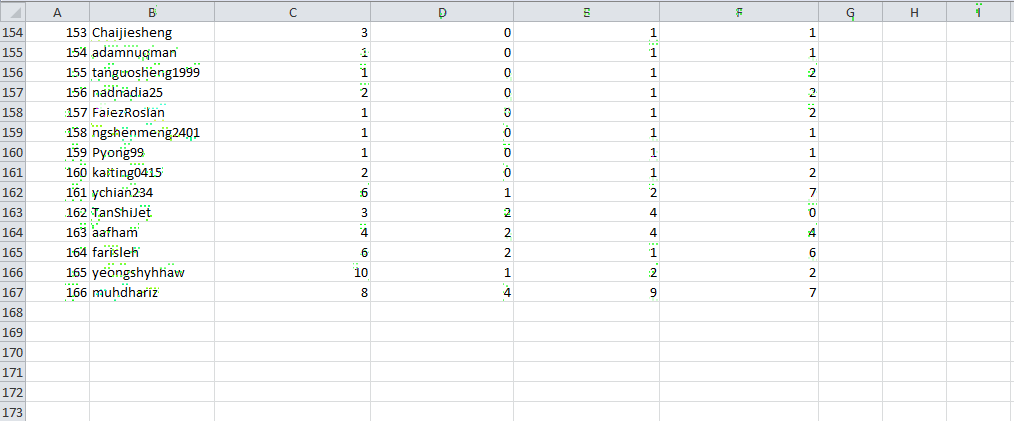 A B C D E F G H I
154 153 Chaijiesheng 3 0 1 1
155 154 adamnuqman 1 0 1 1
156 155 tanguosheng1999 1 0 1 2
157 156 nadnadia25 2 0 1 2
158 157 FaiezRoslan 1 0 1 2
159 158 ngshenmeng2401 1 0 1 1
160 159 Pyong99 1 0 1 1
161 160 kaiting0415 2 0 1 2
162 161 ychian234 6 1 2 7
163 162 TanShiJet 3 2 4 0
164 163 aafham 4 2 4 4
165 164 farisleh 6 2 1 6
166 165 yeongshyhhaw 10 1 2 2
167 166 muhdhariz 8 4 9 7
168
169
170
171
172
173